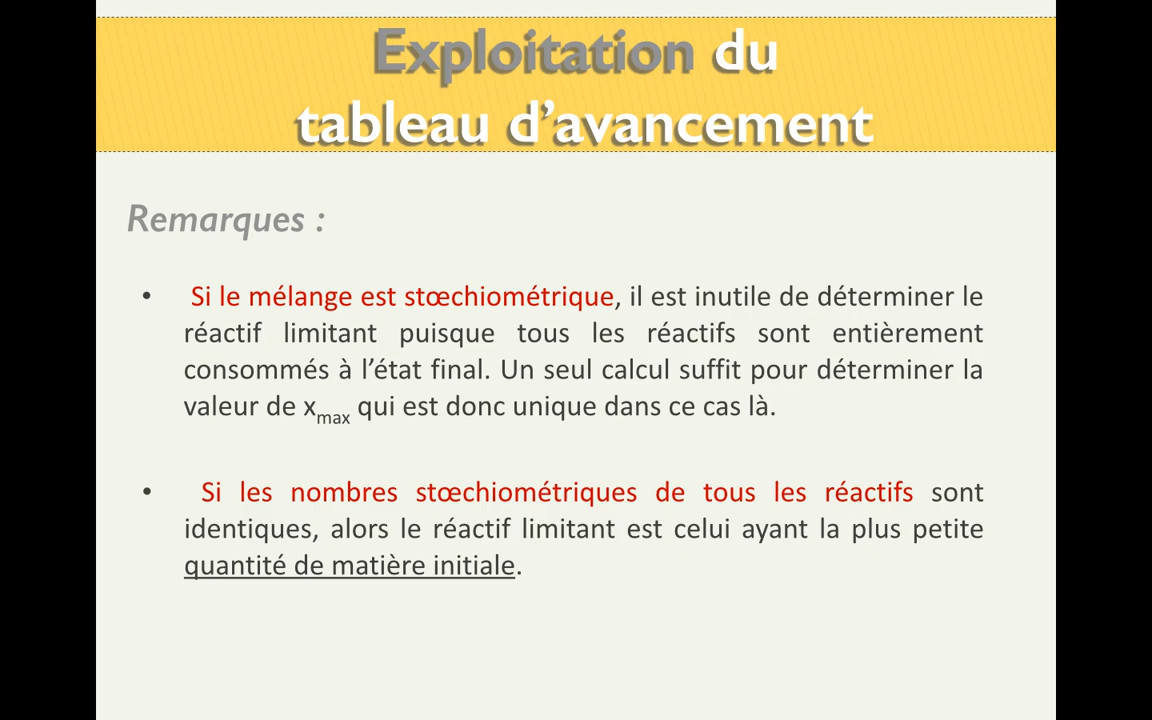 Exploitation du
tableau d’avancement
Remarques :
• Si le mélange est stœchiométrique, il est inutile de déterminer le
réactif limitant puisque tous les réactifs sont entièrement
consommés à l’état final. Un seul calcul suffit pour déterminer la
valeur de xmax qui est donc unique dans ce cas là.
• Si les nombres stœchiométriques de tous les réactifs sont
identiques, alors le réactif limitant est celui ayant la plus petite
quantité de matière initiale.